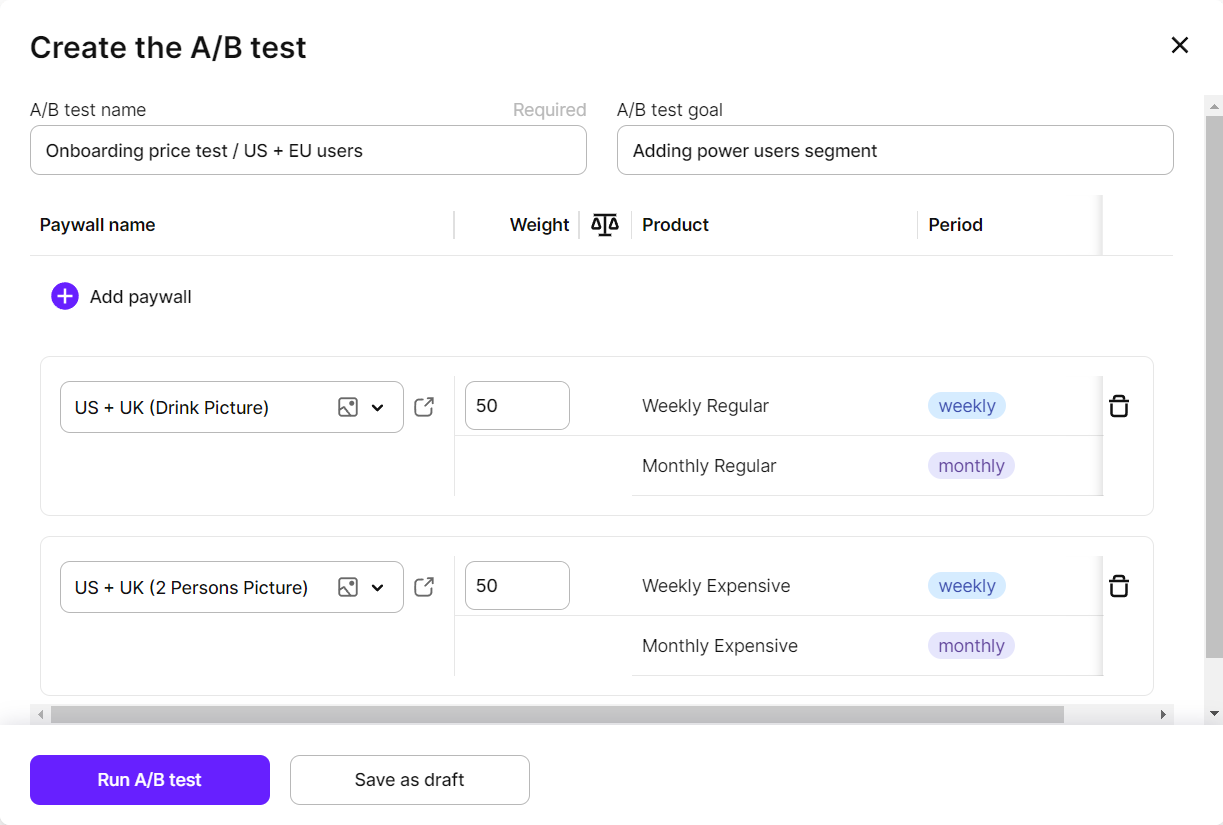 Create the A/B test
A/B test name Required A/B test goal
Onboarding price test / US + EU users Adding power users segment
Paywall name Weight Product Period
Add paywall
US + UK (Drink Picture) 50 Weekly Regular weekly
Monthly Regular monthly
US + UK (2 Persons Picture) 50 Weekly Expensive weekly
Monthly Expensive monthly
Run A/B test Save as draft